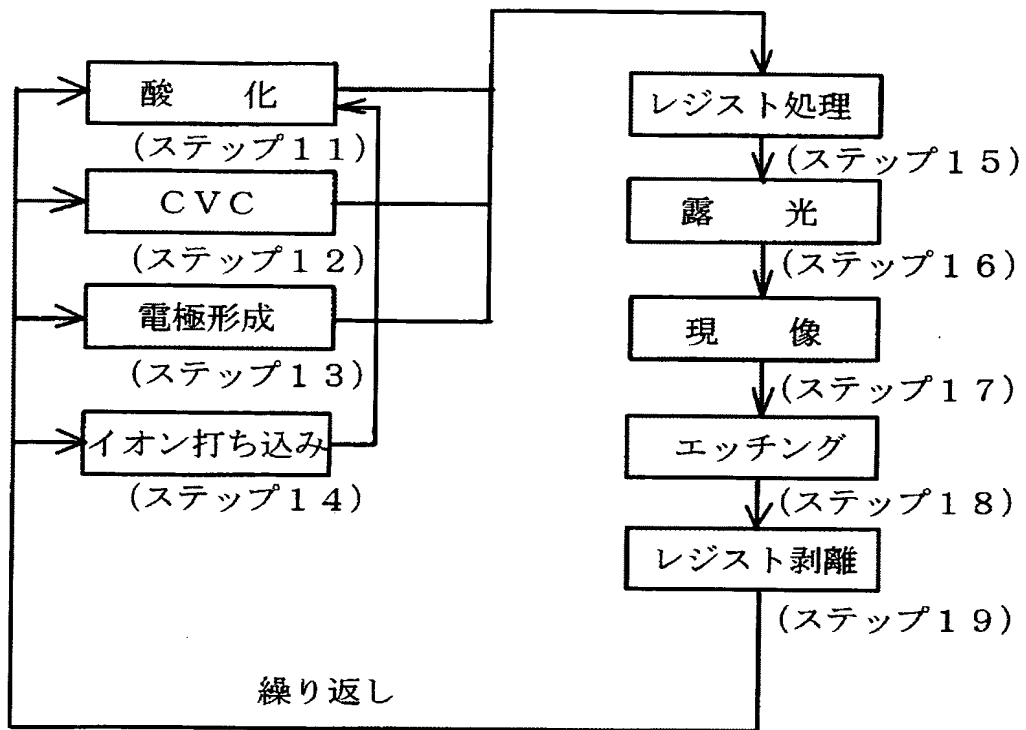 酸　　化
(ステップ１１)
ＣＶＣ
(ステップ１２)
電極形成
(ステップ１３)
イオン打ち込み
(ステップ１４)
レジスト処理
(ステップ１５)
露　　光
(ステップ１６)
現　　像
(ステップ１７)
エッチング
(ステップ１８)
レジスト剥離
(ステップ１９)
繰り返し